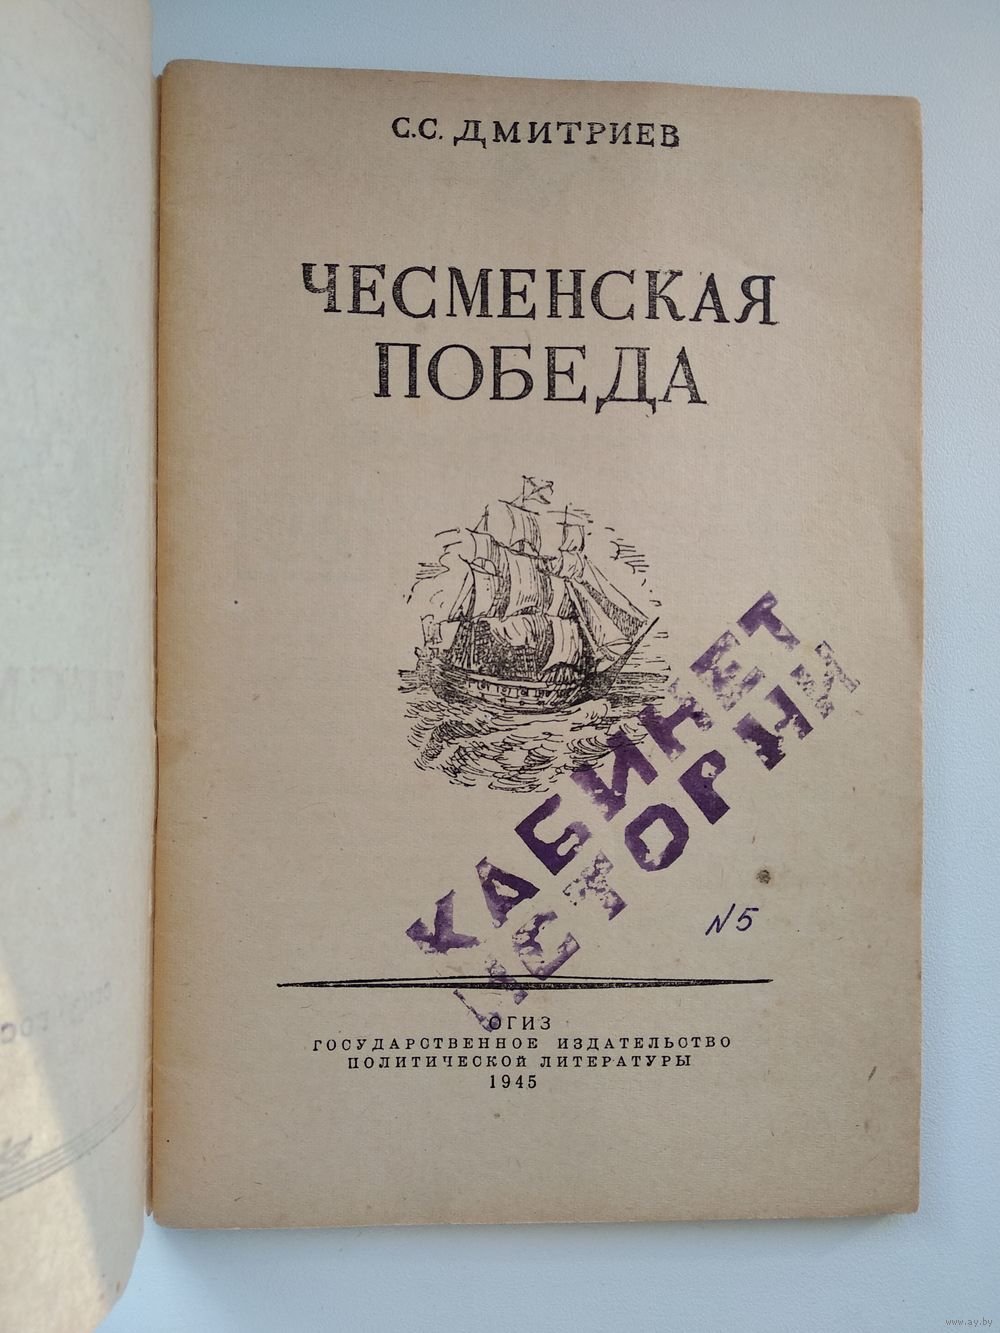 С.С. ДМИТРИЕВ
ЧЕСМЕНСКАЯ
ПОБЕДА
КАБИНЕТ
ИСТОРИИ
N5
ОГИЗ
ГОСУДАРСТВЕННОЕ ИЗДАТЕЛЬСТВО
ПОЛИТИЧЕСКОЙ ЛИТЕРАТУРЫ
1945
www.ay.by